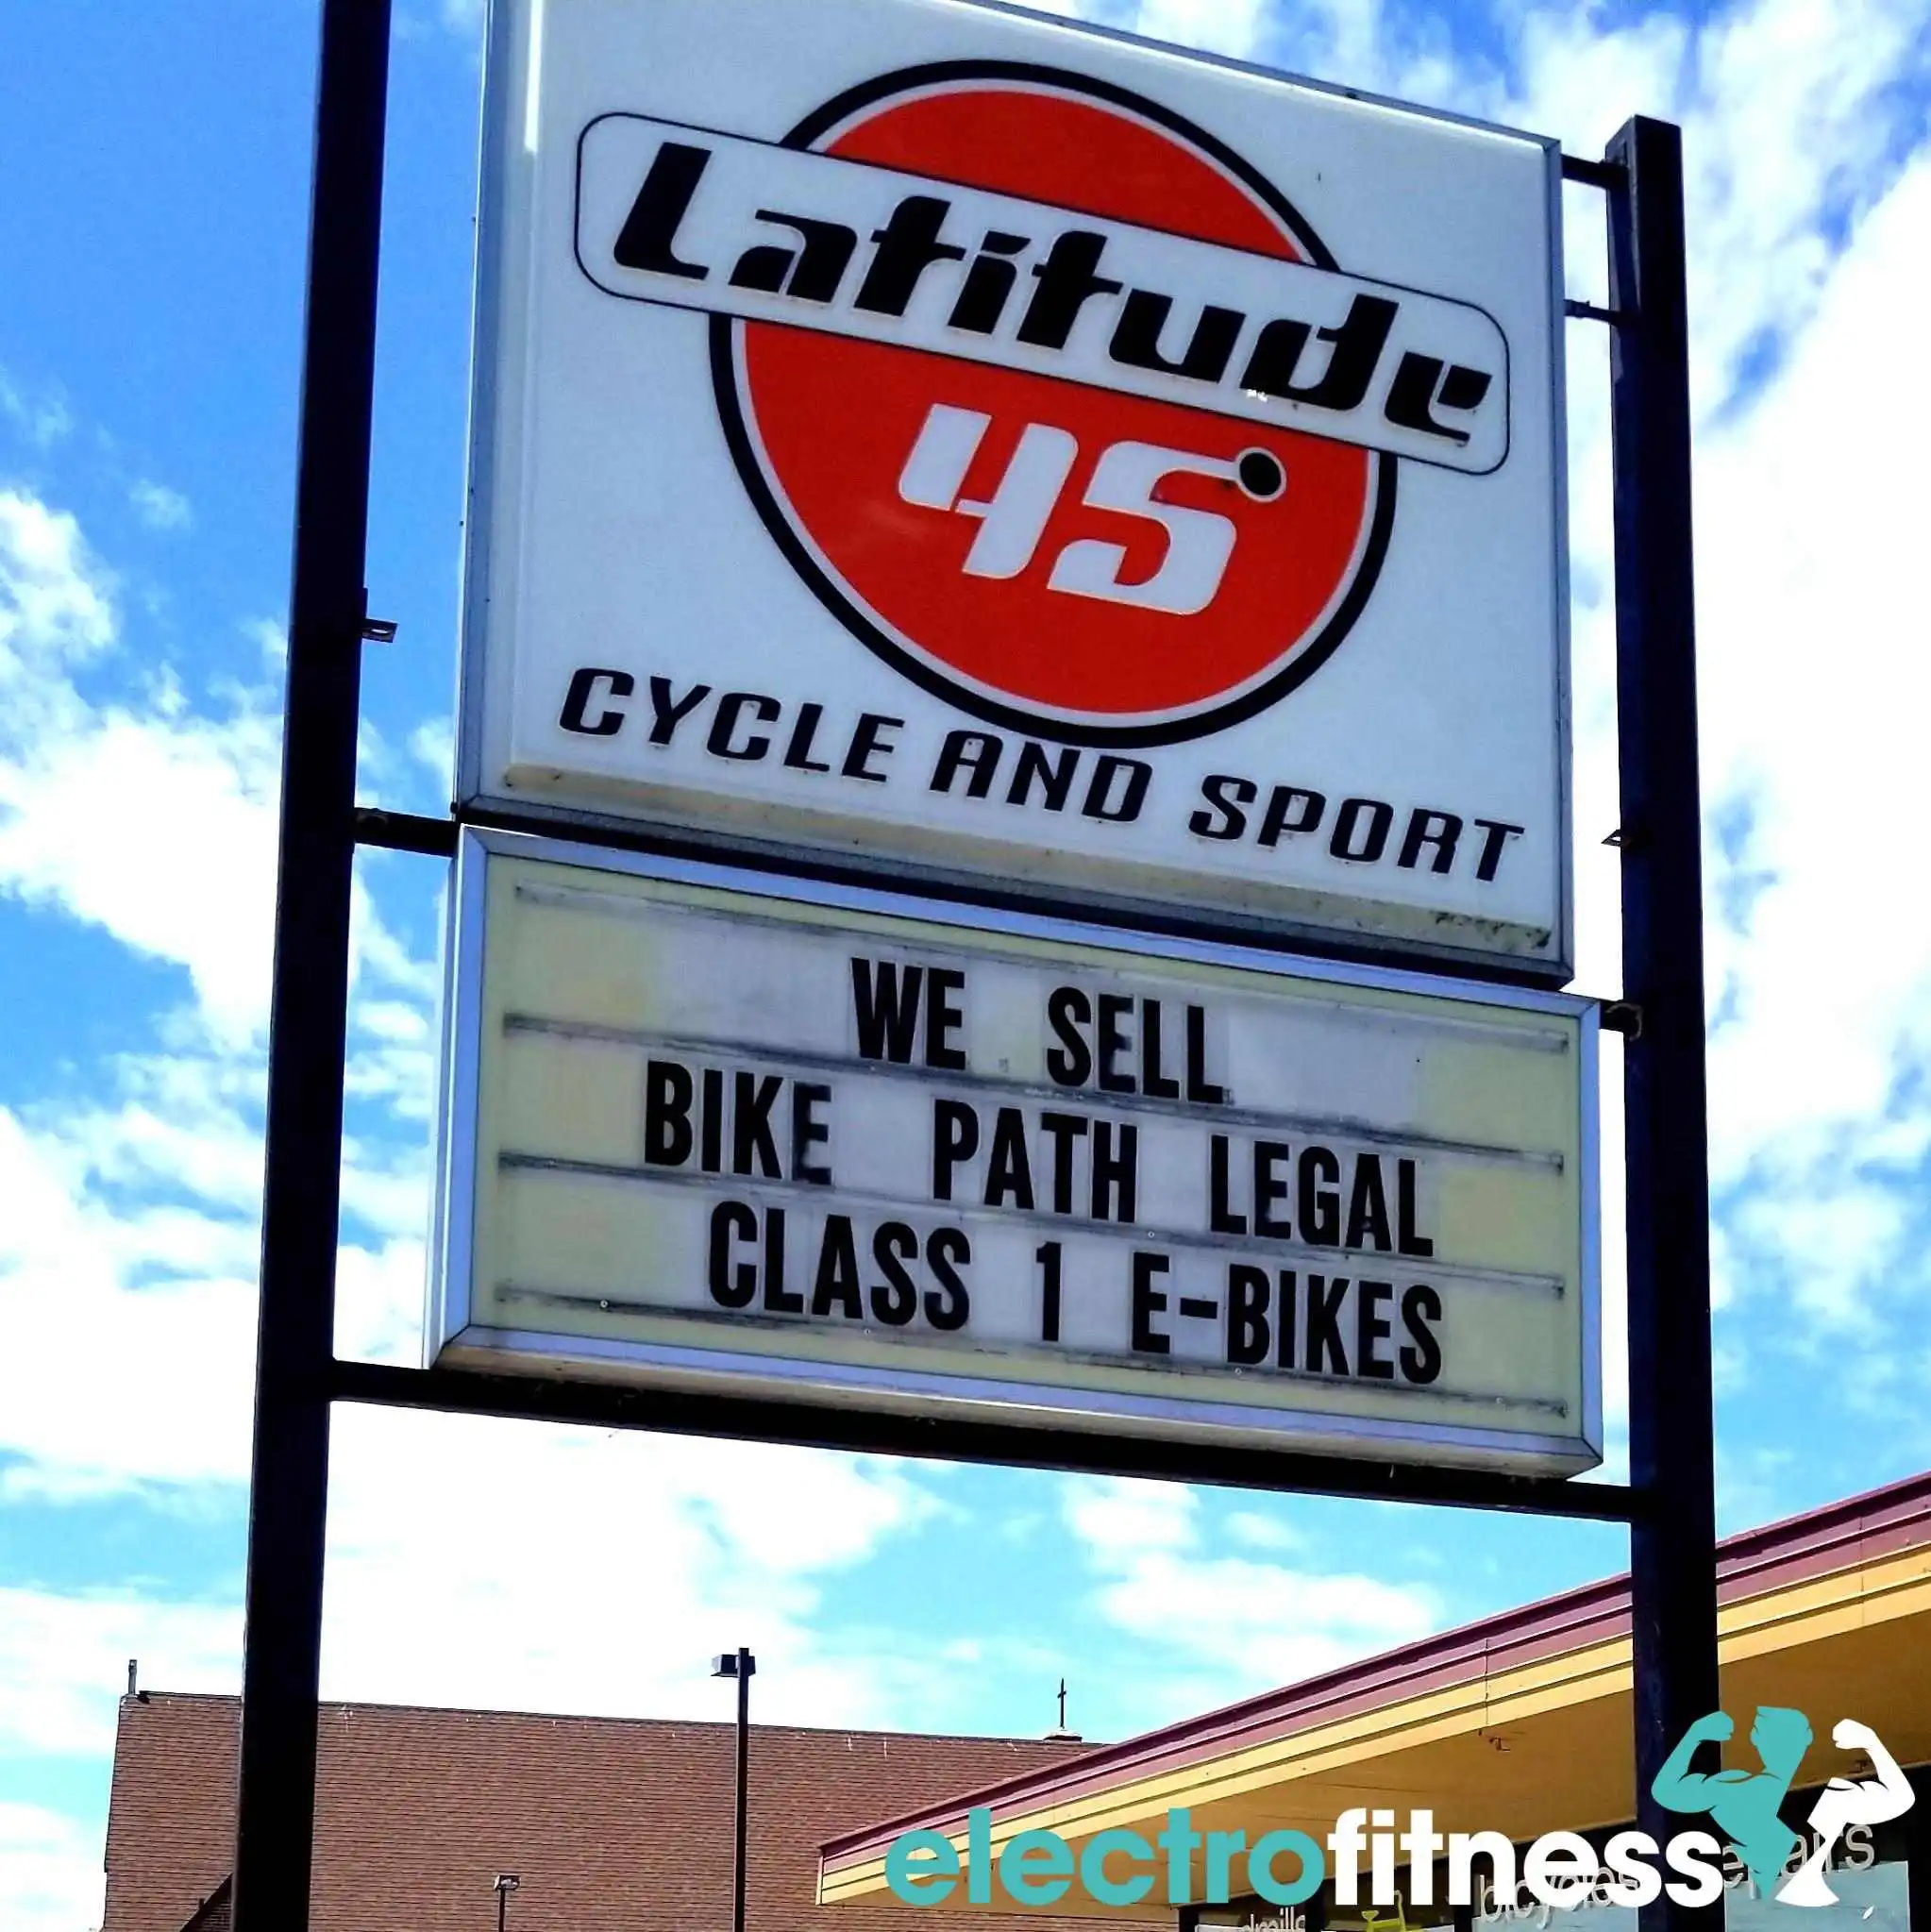 Latitude
45°
CYCLE AND SPORT
WE SELL
BIKE PATH LEGAL
CLASS 1 E-BIKES
electrofitness